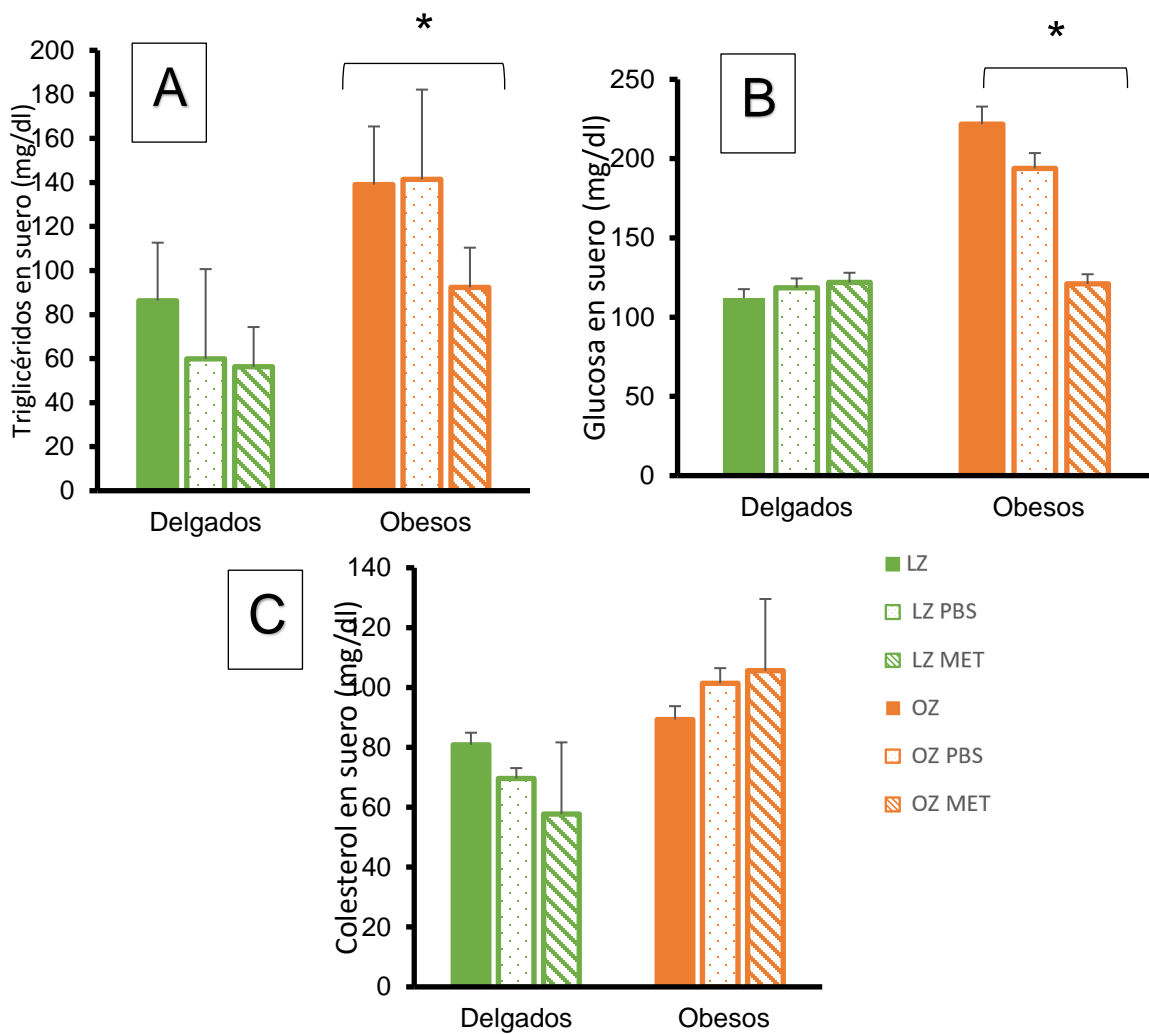 A
*
Triglicéridos en suero (mg/dl)
200
180
160
140
120
100
80
60
40
20
0
Delgados Obesos
B
*
Glucosa en suero (mg/dl)
250
200
150
100
50
0
Delgados Obesos
C
Colesterol en suero (mg/dl)
140
120
100
80
60
40
20
0
Delgados Obesos
LZ
LZ PBS
LZ MET
OZ
OZ PBS
OZ MET